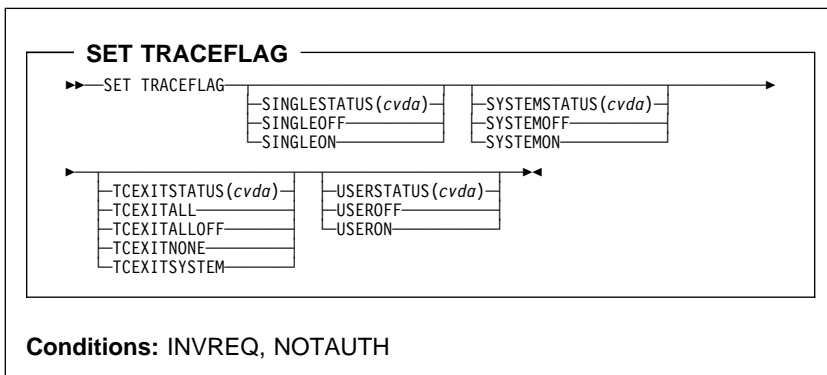 SET TRACEFLAG
SET TRACEFLAG
SINGLESTATUS(cvda) SYSTEMSTATUS(cvda)
SINGLEOFF SYSTEMOFF
SINGLEON SYSTEMON
TCEXITSTATUS(cvda) USERSTATUS(cvda)
TCEXITALL USEROFF
TCEXITALLOFF USERON
TCEXITNONE
TCEXITSYSTEM
Conditions: INVREQ, NOTAUTH